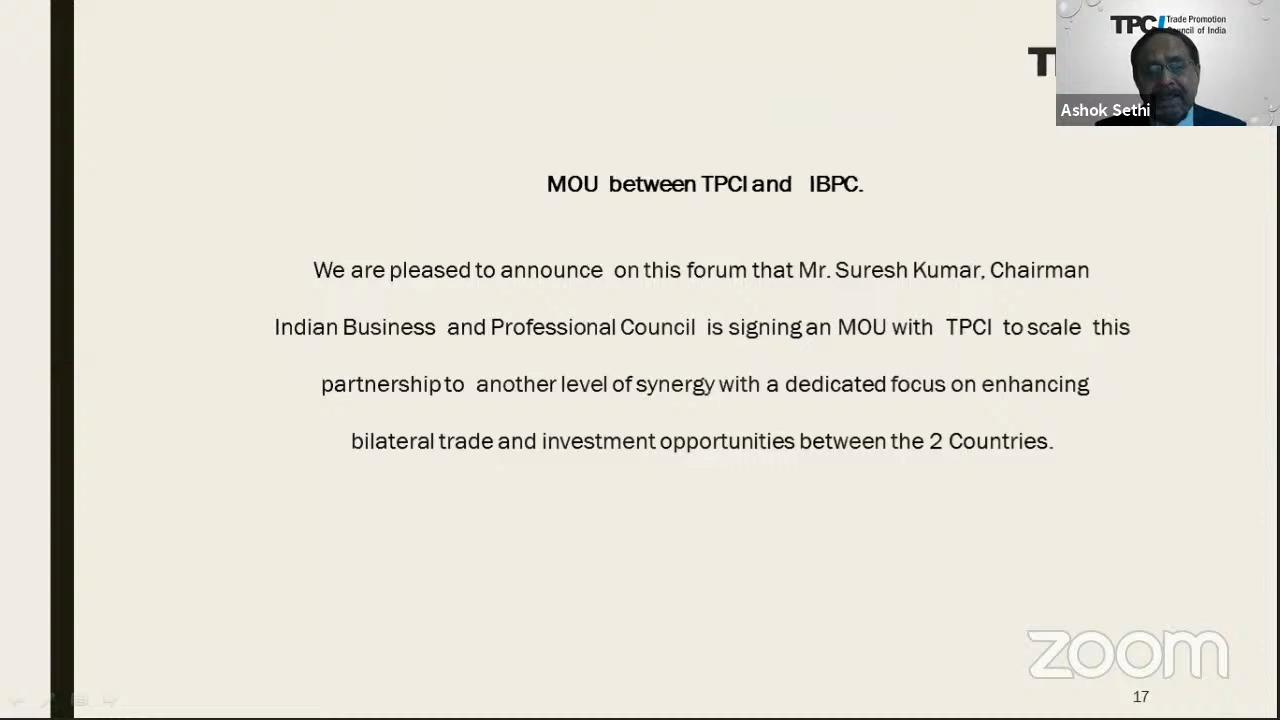 TPCI Trade Promotion
Council of India
Ashok Sethi
MOU between TPCI and IBPC.
We are pleased to announce on this forum that Mr. Suresh Kumar, Chairman
Indian Business and Professional Council is signing an MOU with TPCI to scale this
partnership to another level of synergy with a dedicated focus on enhancing
bilateral trade and investment opportunities between the 2 Countries.
zoom
17